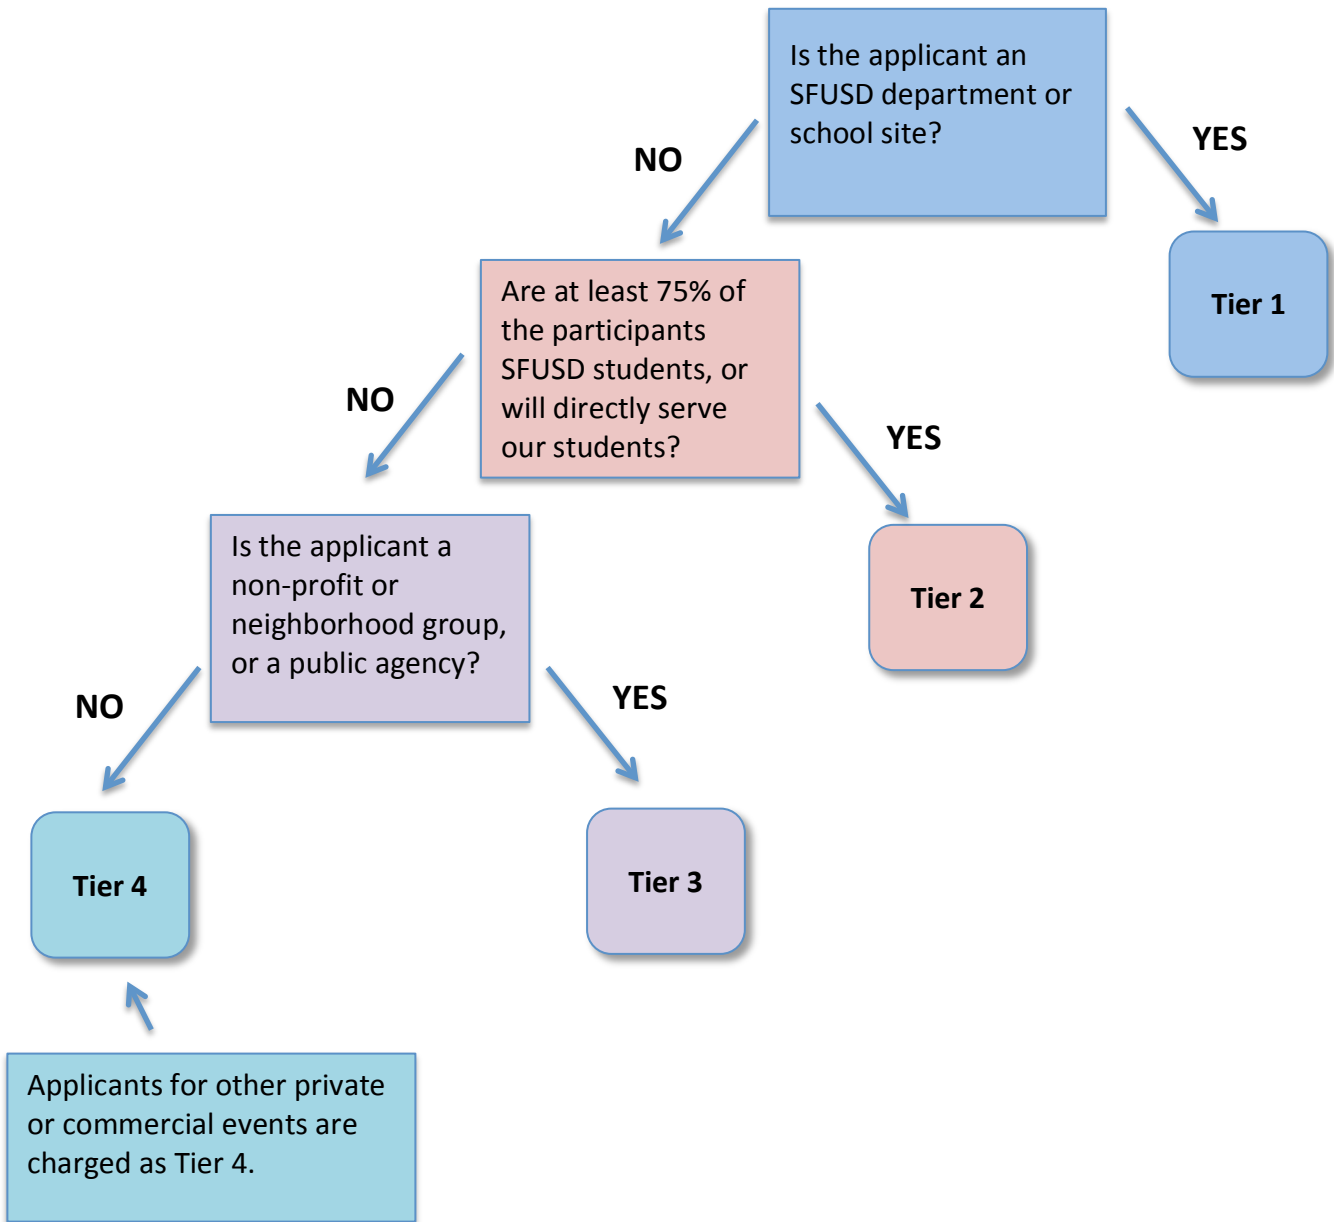 Is the applicant an
SFUSD department or
school site?
NO
YES
Tier 1
Are at least 75% of
the participants
SFUSD students, or
will directly serve
our students?
NO
YES
Tier 2
Is the applicant a
non-profit or
neighborhood group,
or a public agency?
NO
YES
Tier 4
Tier 3
Applicants for other private
or commercial events are
charged as Tier 4.